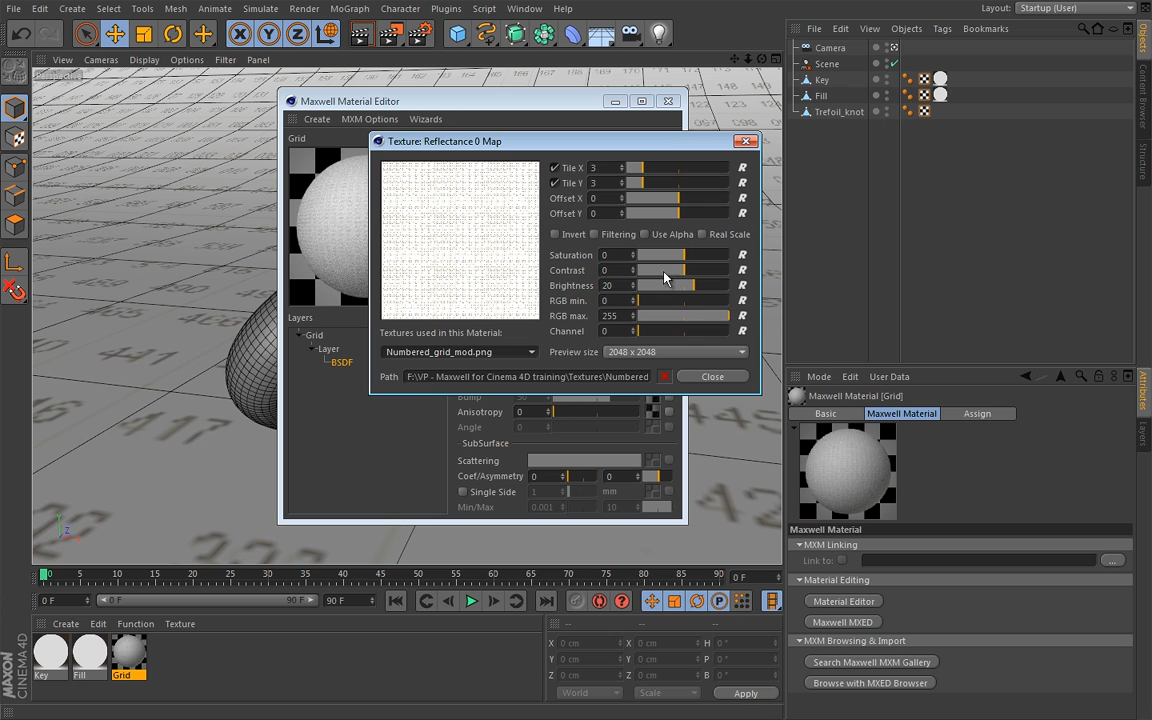 File Edit Create Select Tools Mesh Animate Simulate Render MoGraph Character Plugins Script Window Help Layout: Startup (User)
X Y Z
View Cameras Display Options Filter Panel
Perspective
File Edit View Objects Tags Bookmarks
Camera
Scene
Key
Fill
Trefoil_knot
Objects
Content Browser
Structure
Maxwell Material Editor
Create MXM Options Wizards
Grid
Texture: Reflectance 0 Map
Tile X 3 R
Tile Y 3 R
Offset X 0 R
Offset Y 0 R
Invert Filtering Use Alpha Real Scale
Saturation 0 R
Contrast 0 R
Brightness 20 R
RGB min. 0 R
RGB max. 255 R
Channel 0 R
Textures used in this Material:
Numbered_grid_mod.png
Preview size 2048 x 2048
Path F:\VP - Maxwell for Cinema 4D training\Textures\Numbered
Close
Layers
Grid
Layer
BSDF
Bump 30
Anisotropy 0
Angle 0
SubSurface
Scattering
Coef/Asymmetry 0 0
Single Side 1 mm
Min/Max 0.001 10
Mode Edit User Data
Maxwell Material [Grid]
Basic Maxwell Material Assign
Attributes
Layers
Maxwell Material
MXM Linking
Link to: ...
Material Editing
Material Editor
Maxwell MXED
MXM Browsing & Import
Search Maxwell MXM Gallery
Browse with MXED Browser
0 5 10 15 20 25 30 35 40 45 50 55 60 65 70 75 80 85 90 0 F
0 F 0 F 90 F 90 F
Create Edit Function Texture
Key Fill Grid
-- -- --
X 0 cm X 0 cm H 0 °
Y 0 cm Y 0 cm P 0 °
Z 0 cm Z 0 cm B 0 °
World Scale Apply
MAXON
CINEMA 4D